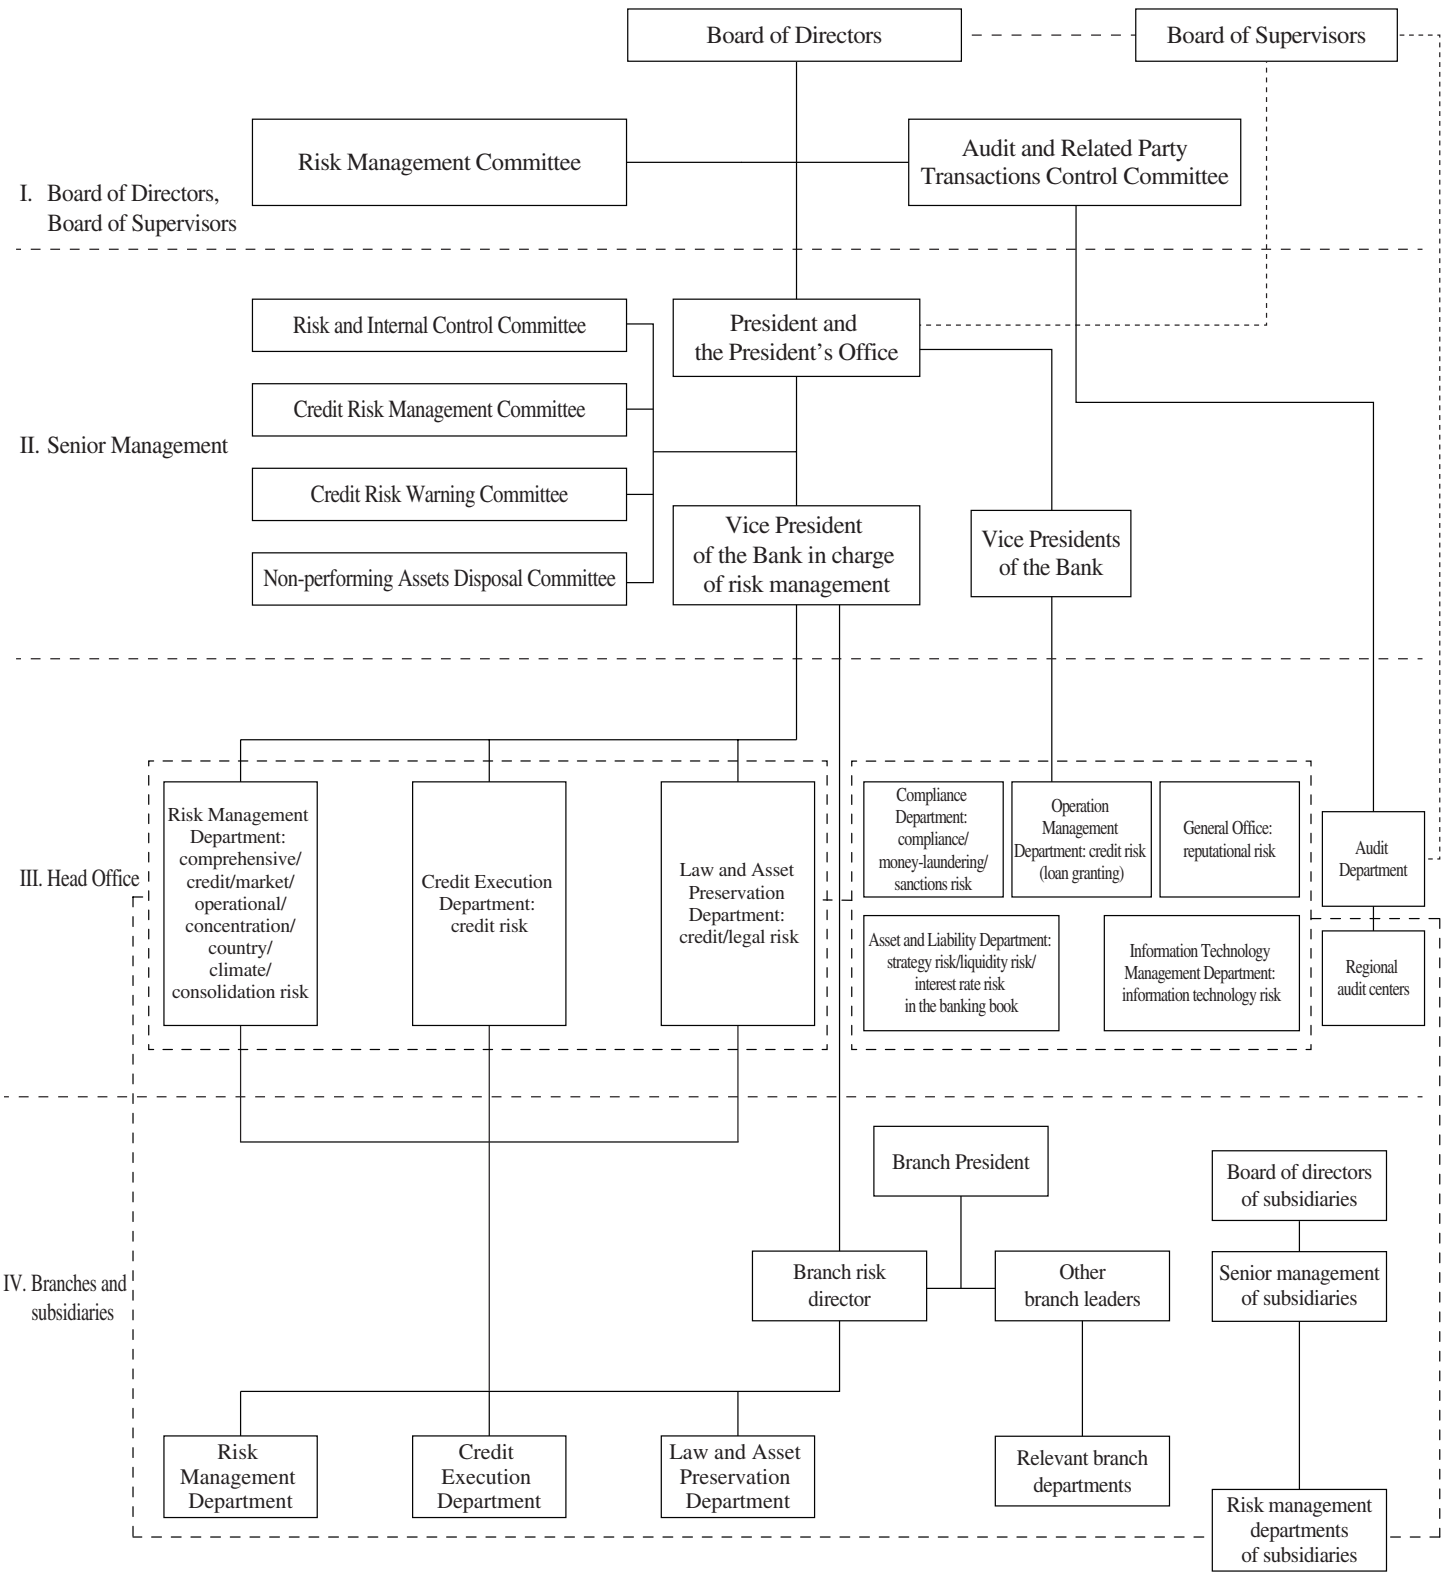 Board of Directors
Board of Supervisors
Risk Management Committee
Audit and Related Party
Transactions Control Committee
I. Board of Directors,
Board of Supervisors
Risk and Internal Control Committee
President and
the President's Office
Credit Risk Management Committee
II. Senior Management
Credit Risk Warning Committee
Vice President
of the Bank in charge
of risk management
Vice Presidents
of the Bank
Non-performing Assets Disposal Committee
III. Head Office
Risk Management
Department:
comprehensive/
credit/market/
operational/
concentration/
country/
climate/
consolidation risk
Credit Execution
Department:
credit risk
Law and Asset
Preservation
Department:
credit/legal risk
Compliance
Department:
compliance/
money-laundering/
sanctions risk
Operation
Management
Department: credit risk
(loan granting)
General Office:
reputational risk
Audit
Department
Asset and Liability Department:
strategy risk/liquidity risk/
interest rate risk
in the banking book
Information Technology
Management Department:
information technology risk
Regional
audit centers
Branch President
Board of directors
of subsidiaries
IV. Branches and
subsidiaries
Branch risk
director
Other
branch leaders
Senior management
of subsidiaries
Risk
Management
Department
Credit
Execution
Department
Law and Asset
Preservation
Department
Relevant branch
departments
Risk management
departments
of subsidiaries